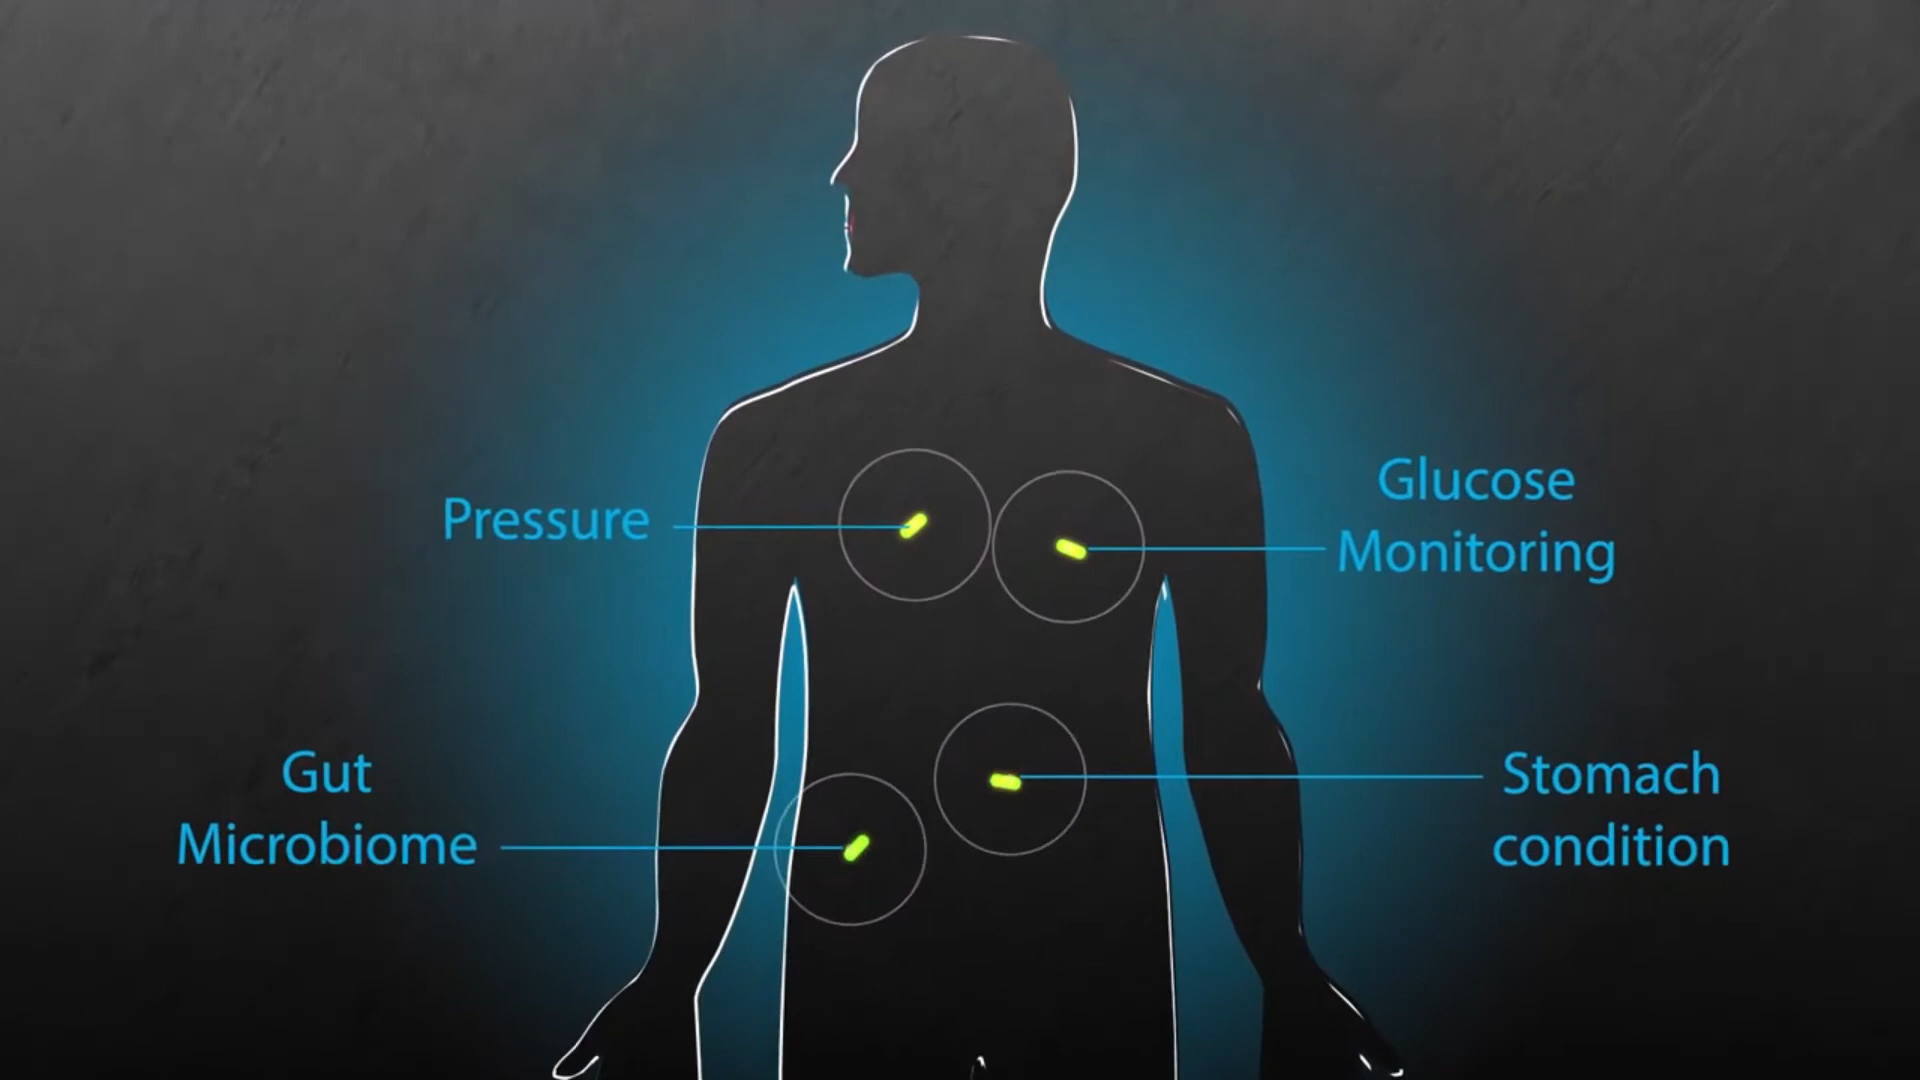 Pressure
Glucose
Monitoring
Gut
Microbiome
Stomach
condition